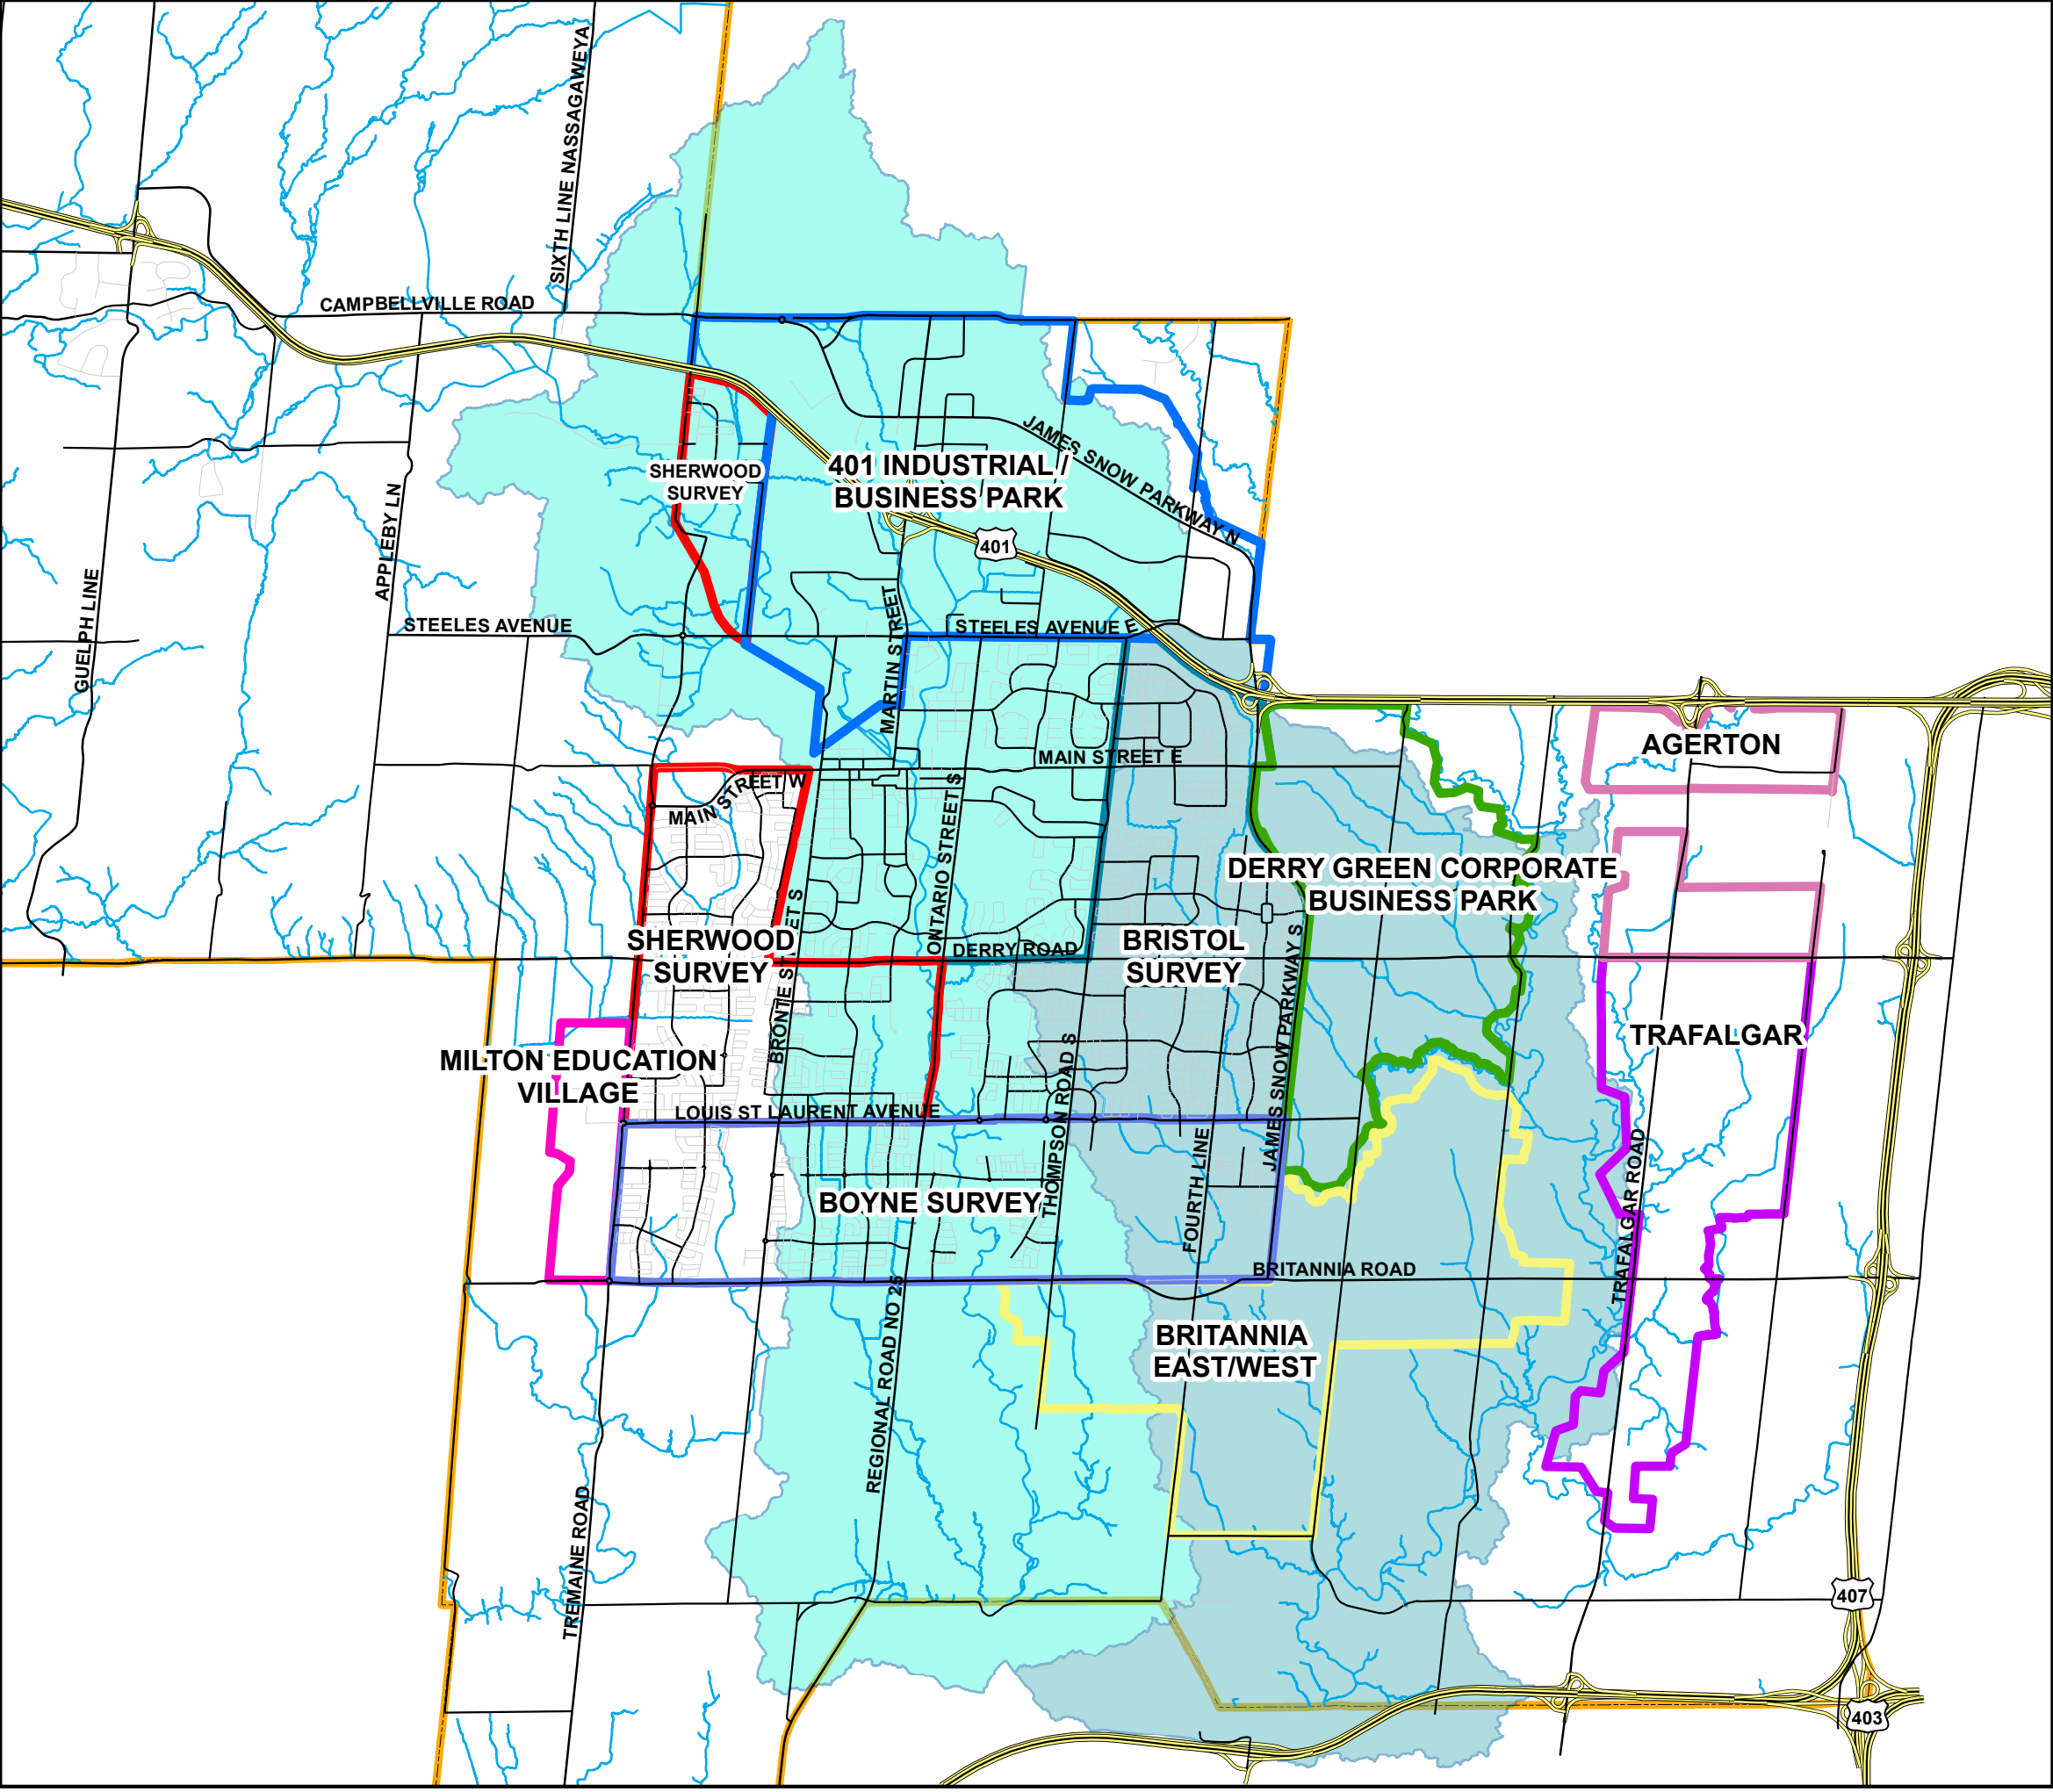 SIXTH LINE NASSAGAWEYA
CAMPBELLVILLE ROAD
JAMES SNOW PARKWAY N
SHERWOOD
SURVEY
401 INDUSTRIAL /
BUSINESS PARK
401
APPLEBY LN
GUELPH LINE
STEELES AVENUE
MARTIN STREET
STEELES AVENUE E
AGERTON
MAIN STREET E
MAIN STREET W
ONTARIO STREET S
DERRY GREEN CORPORATE
BUSINESS PARK
BRONTE STREET S
SHERWOOD
SURVEY
DERRY ROAD
BRISTOL
SURVEY
JAMES SNOW PARKWAY S
TRAFALGAR
MILTON EDUCATION
VILLAGE
LOUIS ST LAURENT AVENUE
THOMPSON ROAD S
FOURTH LINE
TRAFALGAR ROAD
BOYNE SURVEY
BRITANNIA ROAD
REGIONAL ROAD NO 25
BRITANNIA
EAST/WEST
TREMAINE ROAD
407
403